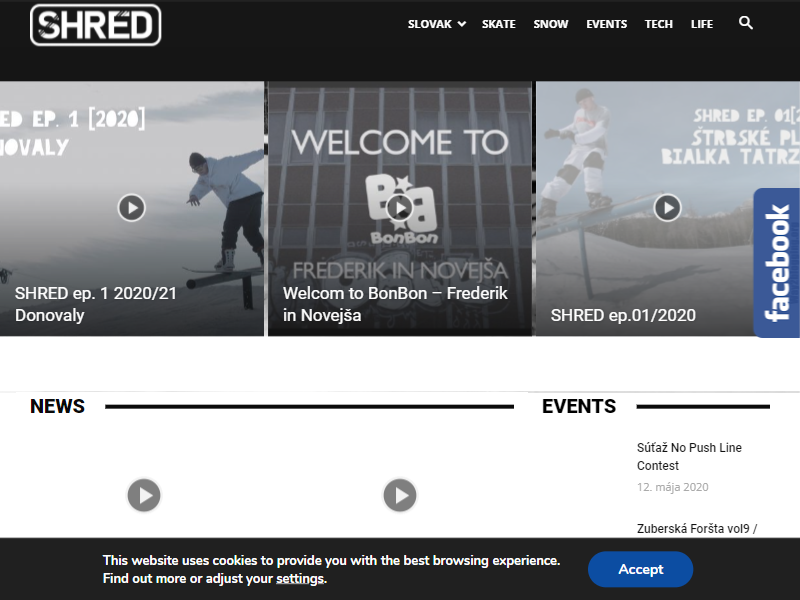 SHRED
SLOVAK SKATE SNOW EVENTS TECH LIFE
ED EP. 1 [2020]
OVALY
SHRED ep. 1 2020/21
Donovaly
WELCOME TO
BonBon
FREDERIK IN NOVEJŠA
Welcom to BonBon – Frederik
in Novejša
SHRED EP. 01[2
ŠTRBSKÉ PL
BIALKA TATRZ
SHRED ep.01/2020
facebook
NEWS
EVENTS
Súťaž No Push Line
Contest
12. mája 2020
Zuberská Foršta vol9 /
This website uses cookies to provide you with the best browsing experience.
Find out more or adjust your settings.
Accept